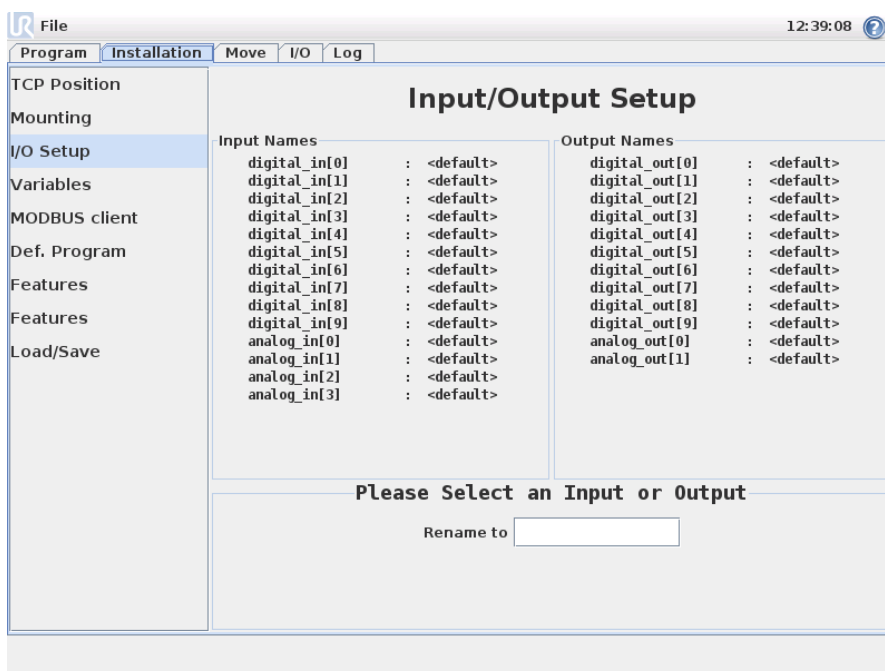 UR File 12:39:08 ?
Program Installation Move I/O Log
TCP Position
Mounting
I/O Setup
Variables
MODBUS client
Def. Program
Features
Features
Load/Save
Input/Output Setup
Input Names
digital_in[0] : <default>
digital_in[1] : <default>
digital_in[2] : <default>
digital_in[3] : <default>
digital_in[4] : <default>
digital_in[5] : <default>
digital_in[6] : <default>
digital_in[7] : <default>
digital_in[8] : <default>
digital_in[9] : <default>
analog_in[0] : <default>
analog_in[1] : <default>
analog_in[2] : <default>
analog_in[3] : <default>
Output Names
digital_out[0] : <default>
digital_out[1] : <default>
digital_out[2] : <default>
digital_out[3] : <default>
digital_out[4] : <default>
digital_out[5] : <default>
digital_out[6] : <default>
digital_out[7] : <default>
digital_out[8] : <default>
digital_out[9] : <default>
analog_out[0] : <default>
analog_out[1] : <default>
Please Select an Input or Output
Rename to